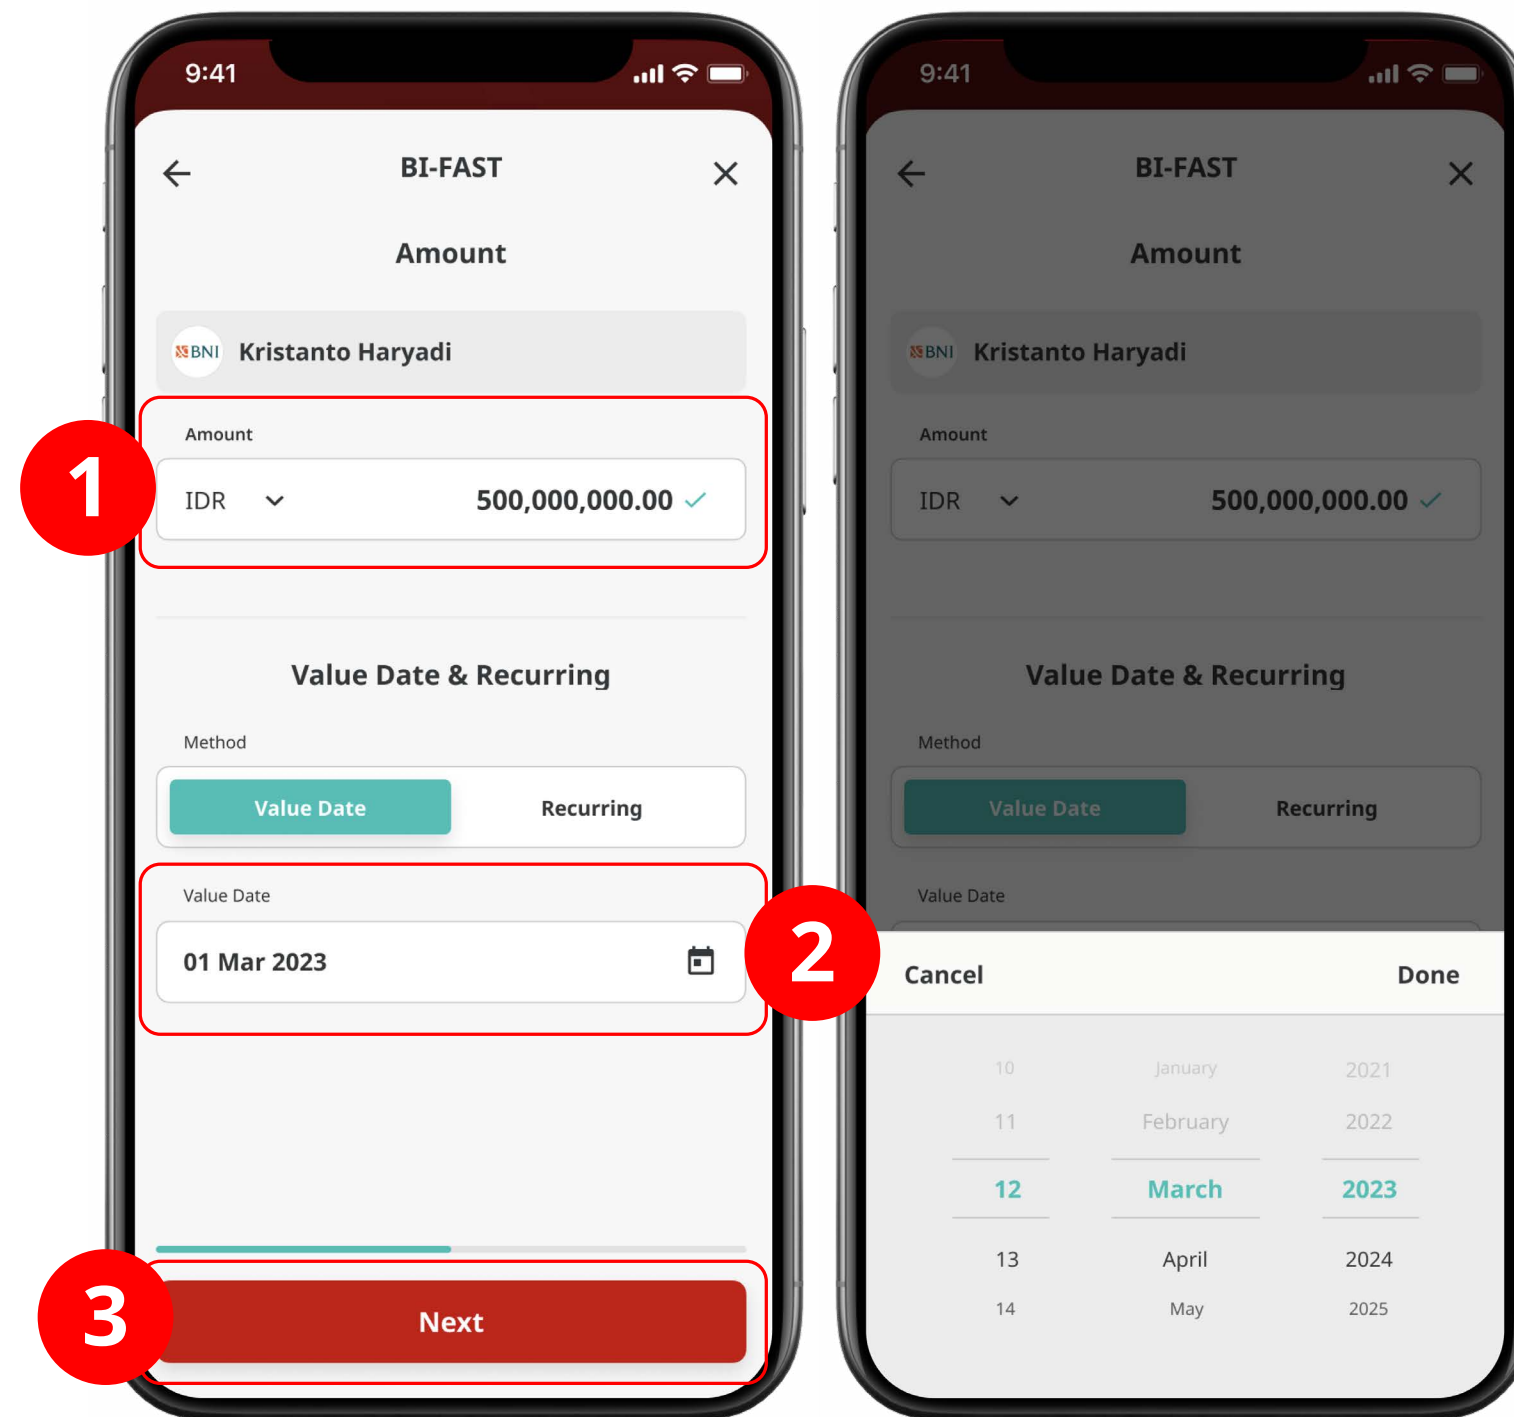 9:41
BI-FAST
Amount
BNI Kristanto Haryadi
Amount
IDR 500,000,000.00
1
Value Date & Recurring
Method
Value Date Recurring
Value Date
01 Mar 2023
2
Next
3
9:41
BI-FAST
Amount
BNI Kristanto Haryadi
Amount
IDR 500,000,000.00
Value Date & Recurring
Method
Value Date Recurring
Value Date
Cancel Done
10 January 2021
11 February 2022
12 March 2023
13 April 2024
14 May 2025